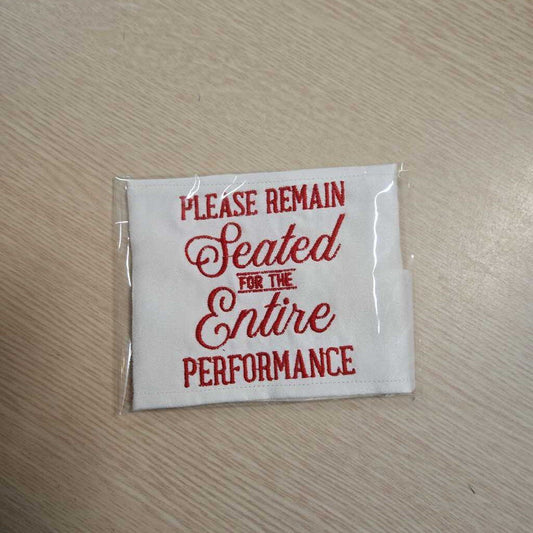 PLEASE REMAIN
Seated
FOR THE
Entire
PERFORMANCE